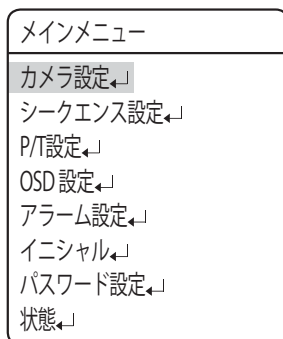 メインメニュー
カメラ設定↵
シークエンス設定↵
P/T設定↵
OSD 設定↵
アラーム設定↵
イニシャル↵
パスワード設定↵
状態↵